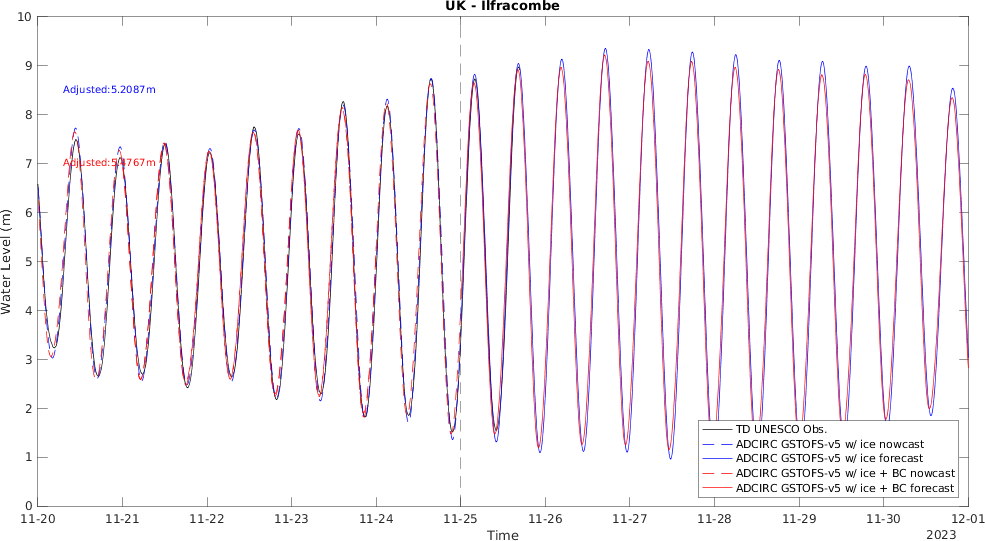 UK - Ilfracombe
10
9
8
7
6
5
4
3
2
1
0
Water Level (m)
Adjusted:5.2087m
Adjusted:5.4767m
TD UNESCO Obs.
ADCIRC GSTOFS-v5 w/ ice nowcast
ADCIRC GSTOFS-v5 w/ ice forecast
ADCIRC GSTOFS-v5 w/ ice + BC nowcast
ADCIRC GSTOFS-v5 w/ ice + BC forecast
11-20 11-21 11-22 11-23 11-24 11-25 11-26 11-27 11-28 11-29 11-30 12-01
Time
2023